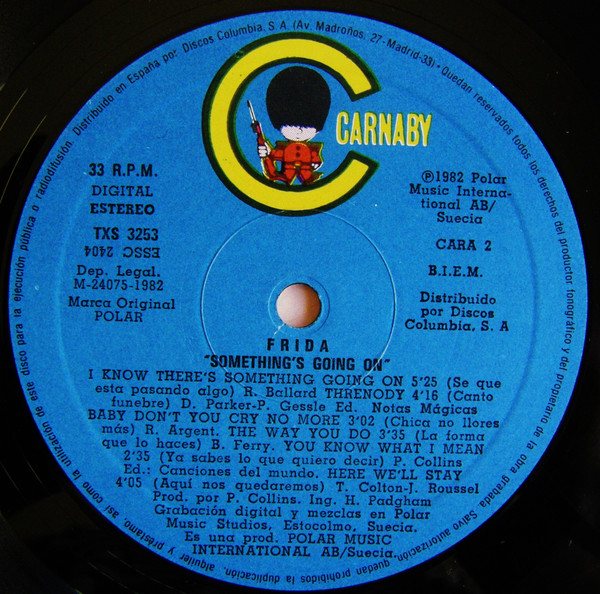 Distribuido en España por: Discos Columbia, S. A (Av. Madroños, 27-Madrid-33) - Quedan reservados todos los derechos del productor fonográfico y del propietario de la obra grabada. Salvo autorización, quedan prohibidos la duplicación, alquiler y préstamo, así como la utilización de este disco para la ejecución pública o radiodifusión.
C
CARNABY
33 R.P.M.
DIGITAL
ESTEREO
TXS 3253
ESSC 2404
Dep. Legal.
M-24075-1982
Marca Original
POLAR
℗1982 Polar
Music Interna-
tional AB/
Suecia
CARA 2
B.I.E.M.
Distribuido
por Discos
Columbia, S. A
FRIDA
"SOMETHING'S GOING ON"
I KNOW THERE'S SOMETHING GOING ON 5'25 (Se que
esta pasando algo) R. Ballard THRENODY 4'16 (Canto
funebre) D. Parker-P. Gessle Ed. Notas Mágicas
BABY DON'T YOU CRY NO MORE 3'02 (Chica no llores
más) R. Argent. THE WAY YOU DO 3'35 (La forma
que lo haces) B. Ferry. YOU KNOW WHAT I MEAN
2'35 (Ya sabes lo que quiero decir) P. Collins
Ed.: Canciones del mundo. HERE WE'LL STAY
4'05 (Aquí nos quedaremos) T. Colton-J. Roussel
Prod. por P. Collins. Ing. H. Padgham
Grabación digital y mezclas en Polar
Music Studios, Estocolmo, Suecia.
Es una prod. POLAR MUSIC
INTERNATIONAL AB/Suecia.